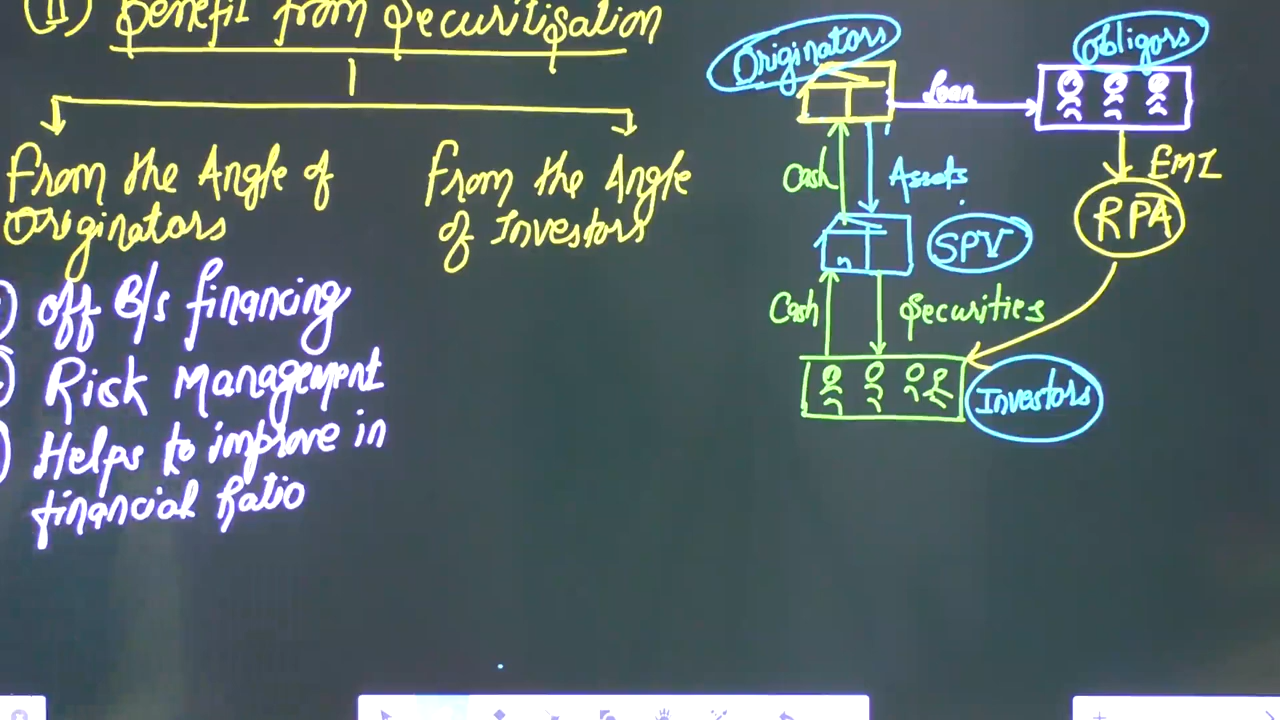 (II) Benefit from Securitisation
From the Angle of
Originators
off B/s financing
Risk Management
Helps to improve in
financial Ratio
From the Angle
of Investors
Originators
Obligors
Loan
Cash
Assets
EMI
RPA
SPV
Cash
Securities
Investors